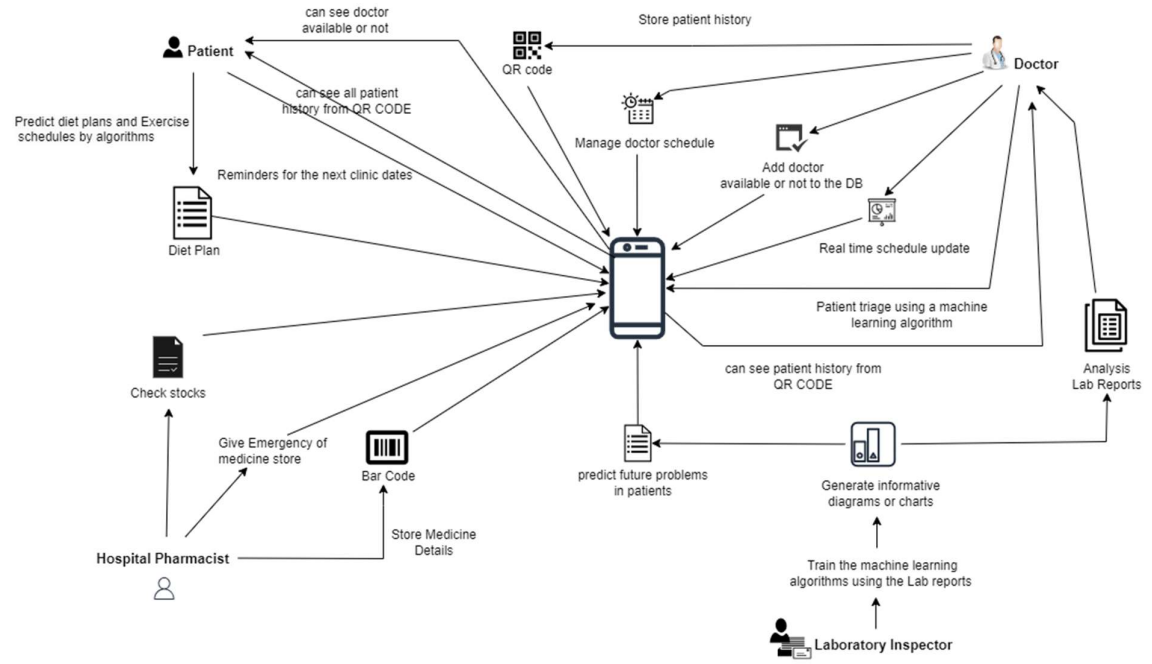 can see doctor
available or not
Store patient history
Patient
QR code
Doctor
can see all patient
history from QR CODE
Predict diet plans and Exercise
schedules by algorithms
Manage doctor schedule
Add doctor
available or not to the DB
Reminders for the next clinic dates
Diet Plan
Real time schedule update
Patient triage using a machine
learning algorithm
can see patient history from
QR CODE
Analysis
Lab Reports
Check stocks
Give Emergency of
medicine store
Bar Code
predict future problems
in patients
Generate informative
diagrams or charts
Store Medicine
Details
Hospital Pharmacist
Train the machine learning
algorithms using the Lab reports
Laboratory Inspector